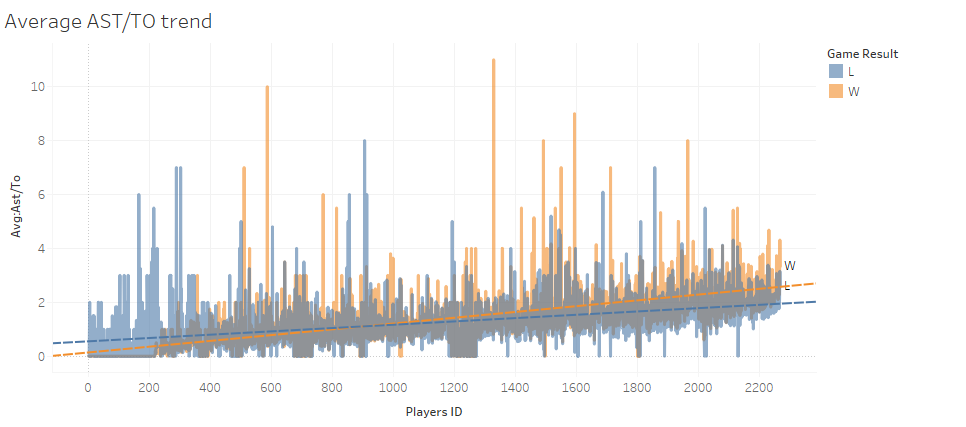 Average AST/TO trend
Game Result
L
W
10
8
6
4
2
0
Avg:Ast/To
W
L
0 200 400 600 800 1000 1200 1400 1600 1800 2000 2200
Players ID